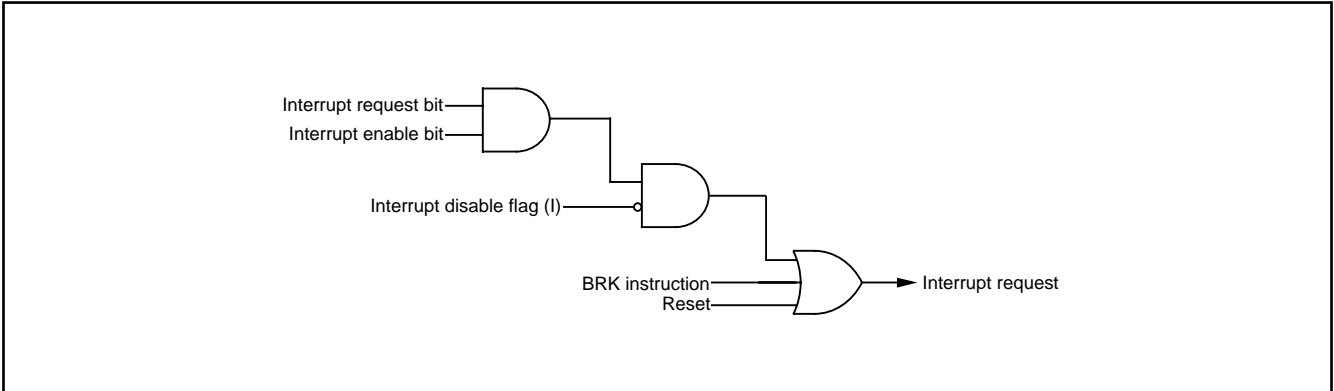 Interrupt request bit
Interrupt enable bit
Interrupt disable flag (I)
BRK instruction
Reset
Interrupt request